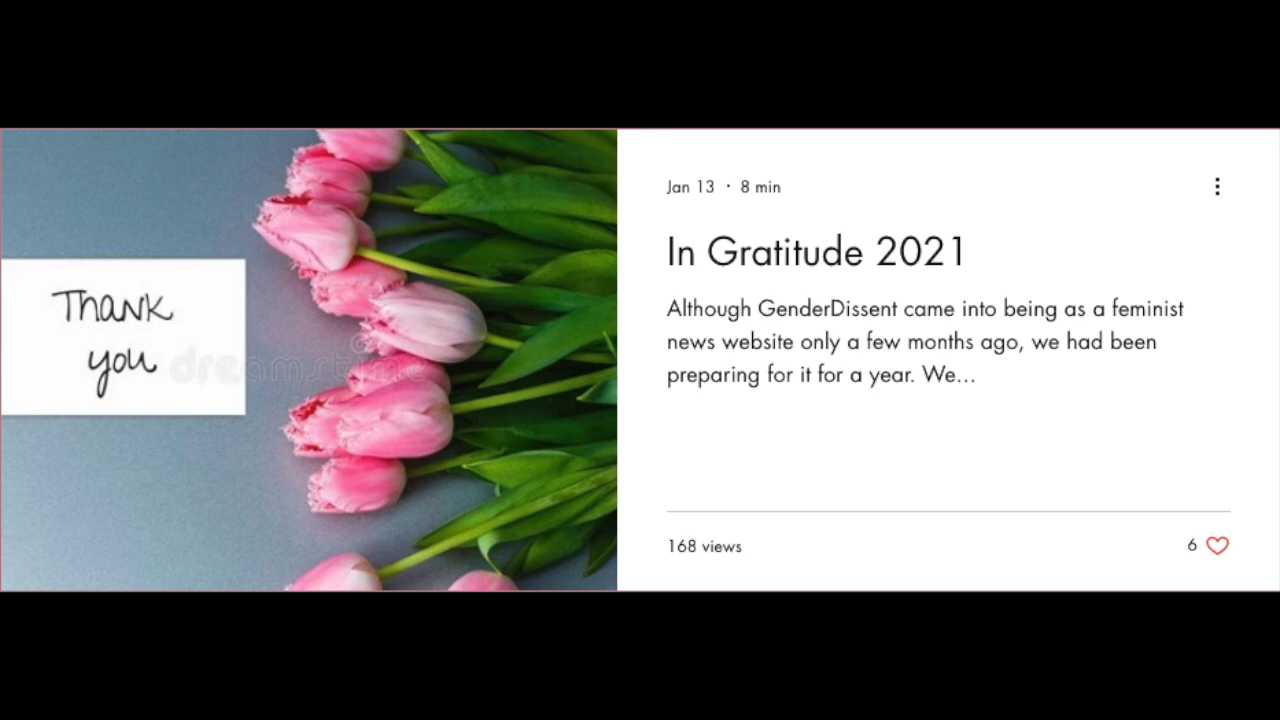 Thank
you
dreamstime
Jan 13 · 8 min
In Gratitude 2021
Although GenderDissent came into being as a feminist
news website only a few months ago, we had been
preparing for it for a year. We...
168 views
6